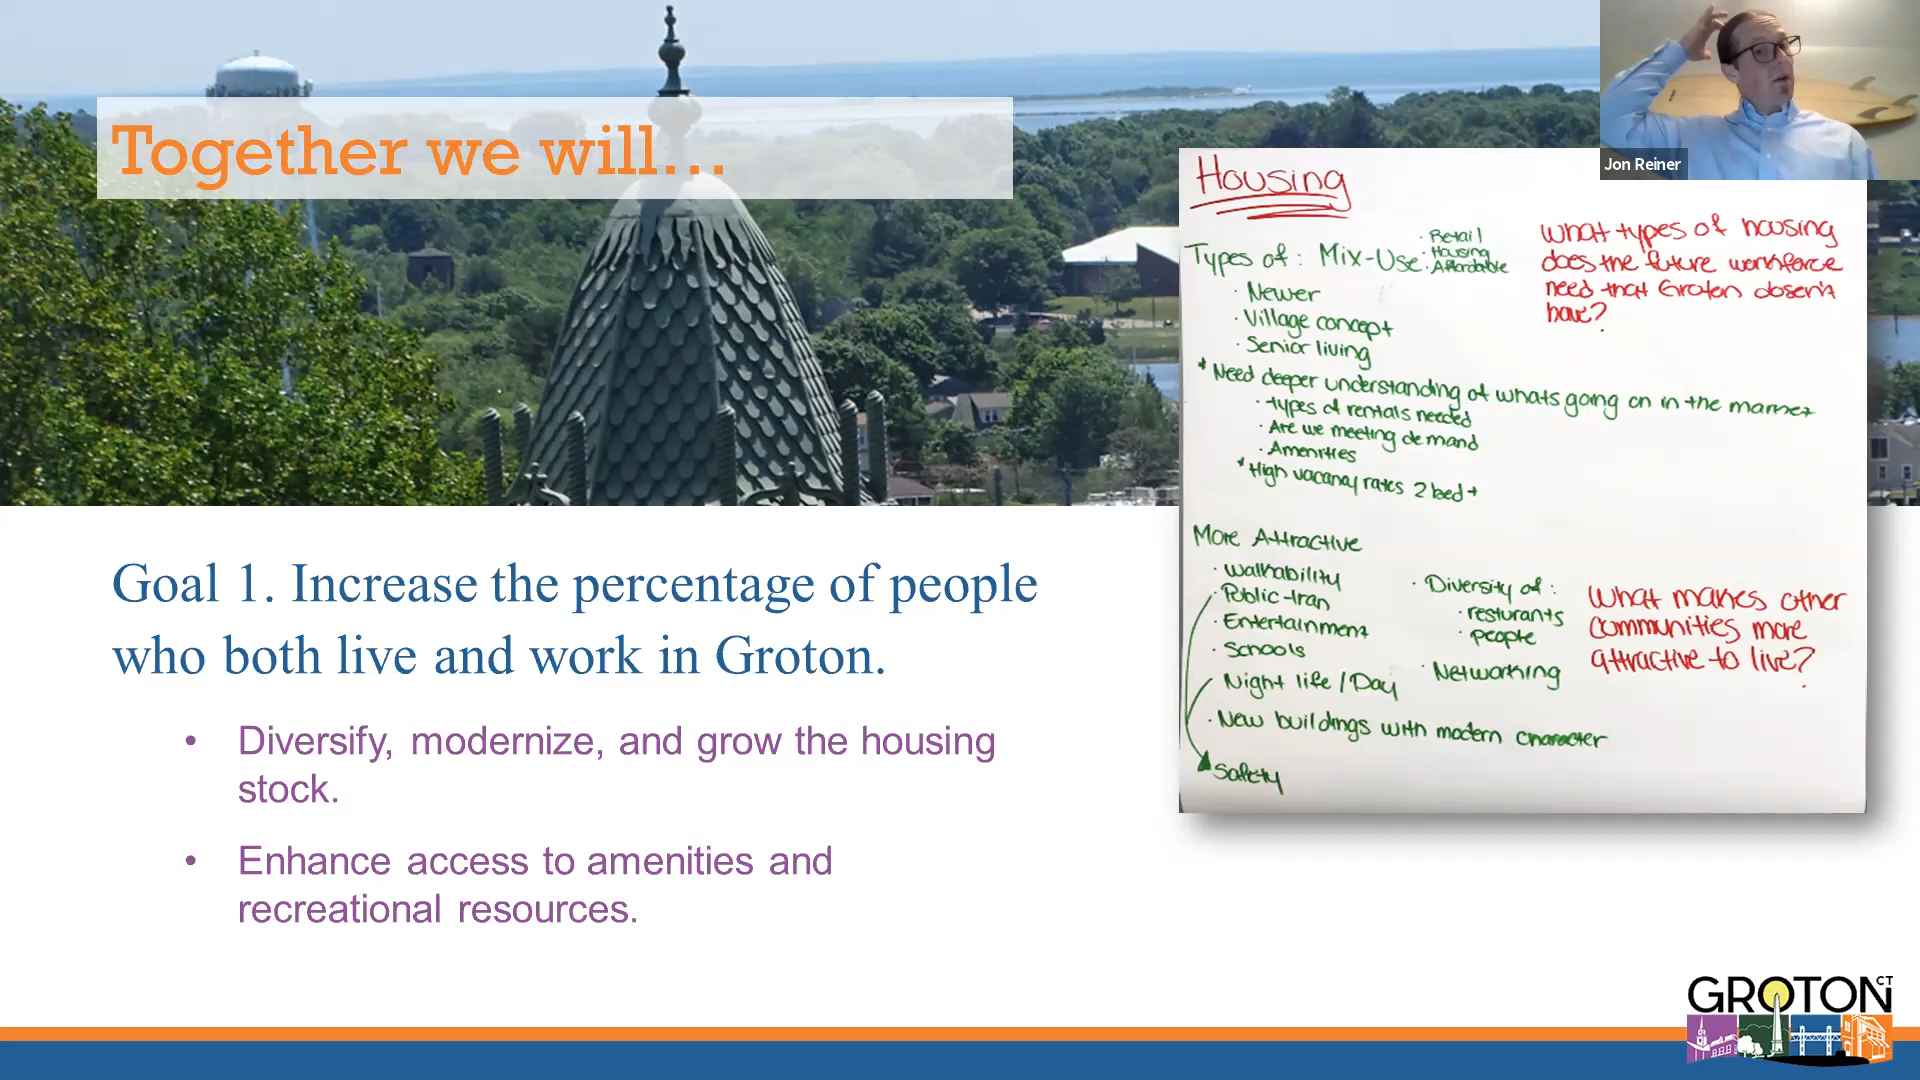 Together we will...
Jon Reiner
Housing
Types of: Mix-Use:
· Retail
· Housing
· Affordable
· Newer
· Village concept
· Senior living
* Need deeper understanding of whats going on in the market
· types of rentals needed
· Are we meeting demand
· Amenities
* High vacancy rates 2 bed +
What types of housing
does the future workforce
need that Groton doesn't
have?
More Attractive
· Walkability
· Public tran
· Entertainment
· Schools
Night life / Day
· New buildings with modern character
Safety
· Diversity of:
· resturants
· people
· Networking
What makes other
communities more
attractive to live?
Goal 1. Increase the percentage of people
who both live and work in Groton.
• Diversify, modernize, and grow the housing
stock.
• Enhance access to amenities and
recreational resources.
GROTON CT